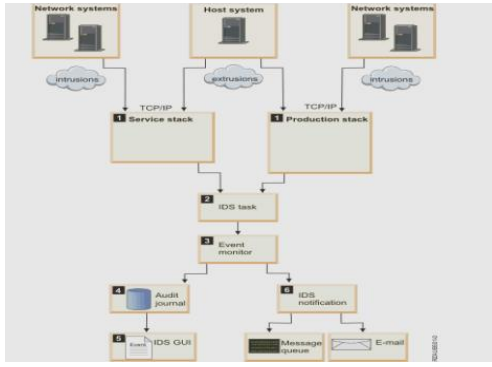 Network systems
Host system
Network systems
intrusions
extrusions
intrusions
TCP/IP
TCP/IP
1 Service stack
1 Production stack
2
IDS task
3
Event
monitor
4
Audit
journal
6
IDS
notification
5
Event
IDS GUI
Message
queue
E-mail